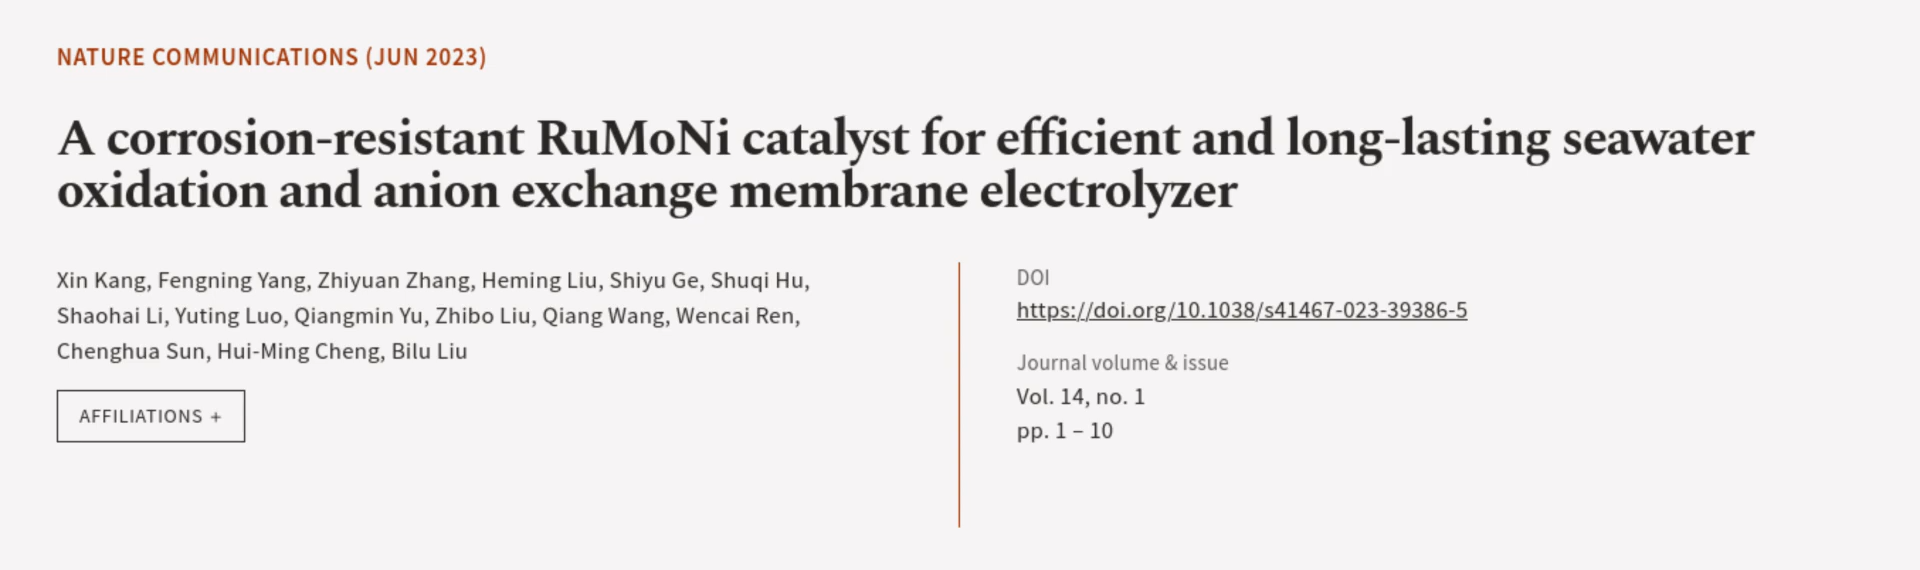 NATURE COMMUNICATIONS (JUN 2023)
A corrosion-resistant RuMoNi catalyst for efficient and long-lasting seawater
oxidation and anion exchange membrane electrolyzer
Xin Kang, Fengning Yang, Zhiyuan Zhang, Heming Liu, Shiyu Ge, Shuqi Hu,
Shaohai Li, Yuting Luo, Qiangmin Yu, Zhibo Liu, Qiang Wang, Wencai Ren,
Chenghua Sun, Hui-Ming Cheng, Bilu Liu
AFFILIATIONS +
DOI
https://doi.org/10.1038/s41467-023-39386-5
Journal volume & issue
Vol. 14, no. 1
pp. 1 – 10